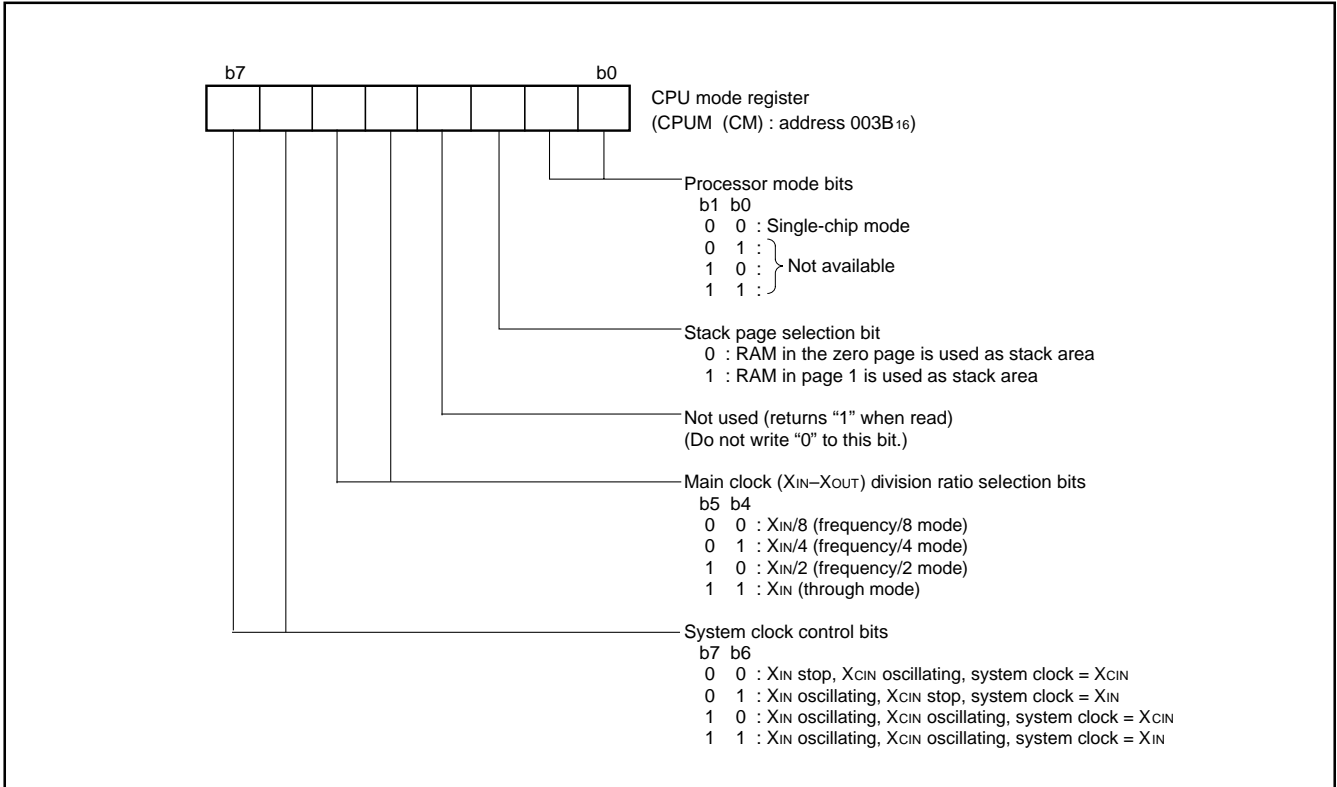 b7 b0
CPU mode register
(CPUM (CM) : address 003B16)
Processor mode bits
b1 b0
0 0 : Single-chip mode
0 1 :
1 0 : Not available
1 1 :
Stack page selection bit
0 : RAM in the zero page is used as stack area
1 : RAM in page 1 is used as stack area
Not used (returns “1” when read)
(Do not write “0” to this bit.)
Main clock (XIN–XOUT) division ratio selection bits
b5 b4
0 0 : XIN/8 (frequency/8 mode)
0 1 : XIN/4 (frequency/4 mode)
1 0 : XIN/2 (frequency/2 mode)
1 1 : XIN (through mode)
System clock control bits
b7 b6
0 0 : XIN stop, XCIN oscillating, system clock = XCIN
0 1 : XIN oscillating, XCIN stop, system clock = XIN
1 0 : XIN oscillating, XCIN oscillating, system clock = XCIN
1 1 : XIN oscillating, XCIN oscillating, system clock = XIN